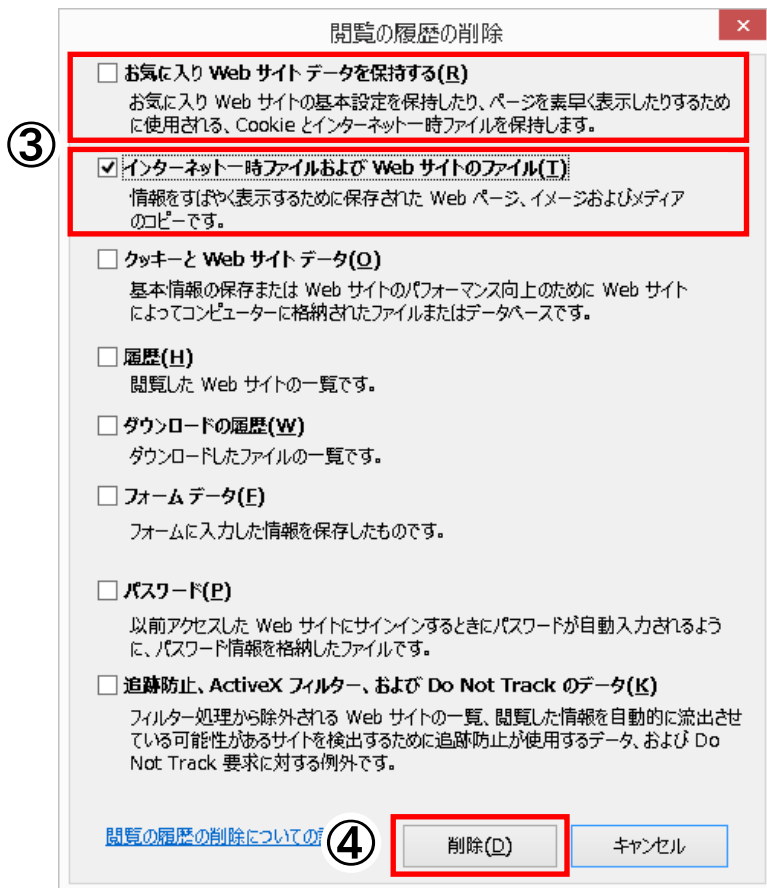 閲覧の履歴の削除
×
お気に入り Web サイト データを保持する(R)
お気に入り Web サイトの基本設定を保持したり、ページを素早く表示したりするため
に使用される、Cookie とインターネット一時ファイルを保持します。
③
インターネット一時ファイルおよび Web サイトのファイル(T)
情報をすばやく表示するために保存された Web ページ、イメージおよびメディア
のコピーです。
クッキーと Web サイト データ(O)
基本情報の保存または Web サイトのパフォーマンス向上のために Web サイト
によってコンピューターに格納されたファイルまたはデータベースです。
履歴(H)
閲覧した Web サイトの一覧です。
ダウンロードの履歴(W)
ダウンロードしたファイルの一覧です。
フォーム データ(F)
フォームに入力した情報を保存したものです。
パスワード(P)
以前アクセスした Web サイトにサインインするときにパスワードが自動入力されるよう
に、パスワード情報を格納したファイルです。
追跡防止、ActiveX フィルター、および Do Not Track のデータ(K)
フィルター処理から除外される Web サイトの一覧、閲覧した情報を自動的に流出させ
ている可能性があるサイトを検出するために追跡防止が使用するデータ、および Do
Not Track 要求に対する例外です。
閲覧の履歴の削除についての
④
削除(D)
キャンセル